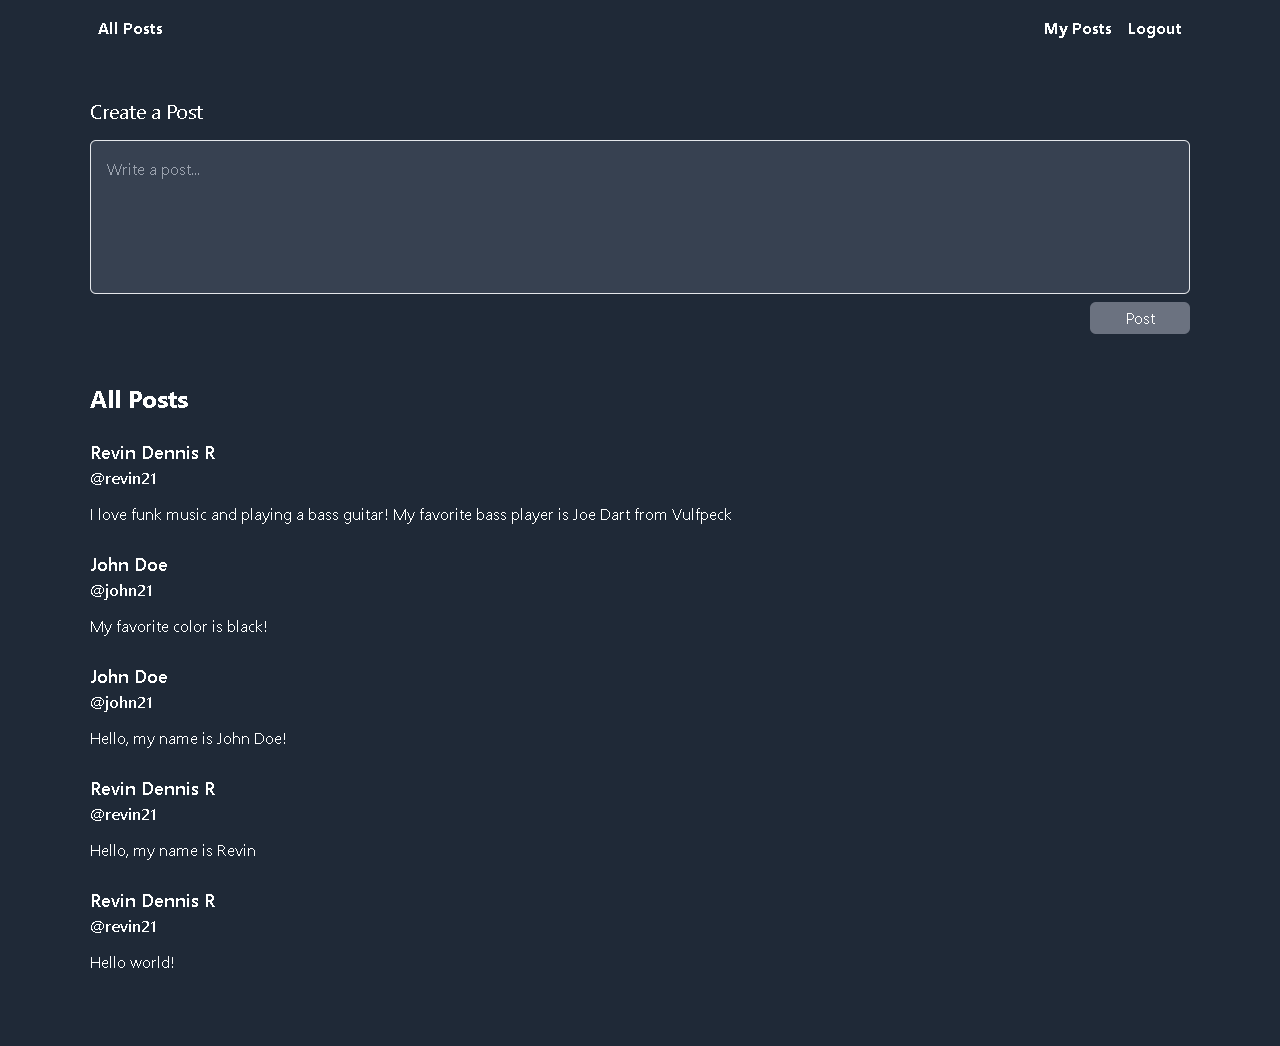 All Posts My Posts Logout
Create a Post
Write a post...
Post
All Posts
Revin Dennis R
@revin21
I love funk music and playing a bass guitar! My favorite bass player is Joe Dart from Vulfpeck
John Doe
@john21
My favorite color is black!
John Doe
@john21
Hello, my name is John Doe!
Revin Dennis R
@revin21
Hello, my name is Revin
Revin Dennis R
@revin21
Hello world!